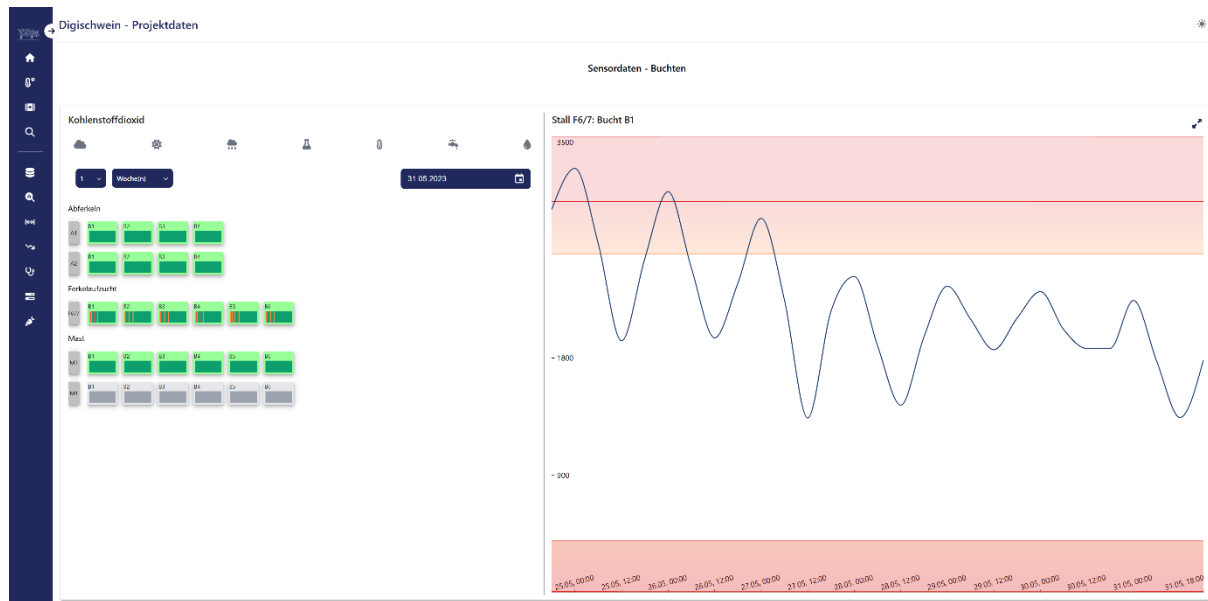 Digischwein - Projektdaten
Sensordaten - Buchten
Kohlenstoffdioxid
1 Woche(n) 31.05.2023
Abferkeln
A1 B1 B2 B3 B4
A2 B1 B2 B3 B4
Ferkelaufzucht
F6/7 B1 B2 B3 B4 B5 B6
Mast
B1 B2 B3 B4 B5 B6
B1 B2 B3 B4 B5 B6
Stall F6/7: Bucht B1
3500
1800
900
25.05, 00:00 25.05, 12:00 26.05, 00:00 26.05, 12:00 27.05, 00:00 27.05, 12:00 28.05, 00:00 28.05, 12:00 29.05, 00:00 29.05, 12:00 30.05, 00:00 30.05, 12:00 31.05, 00:00 31.05, 18:00